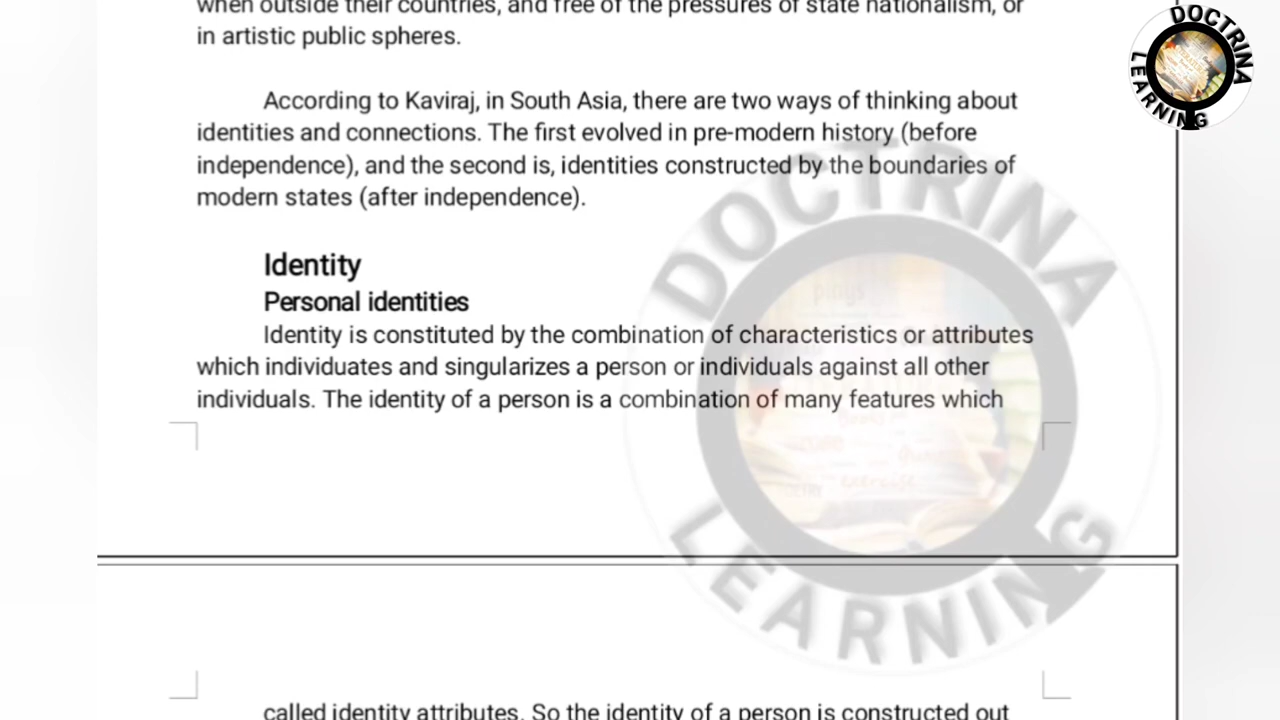 when outside their countries, and free of the pressures of state nationalism, or
in artistic public spheres.
According to Kaviraj, in South Asia, there are two ways of thinking about
identities and connections. The first evolved in pre-modern history (before
independence), and the second is, identities constructed by the boundaries of
modern states (after independence).
Identity
Personal identities
Identity is constituted by the combination of characteristics or attributes
which individuates and singularizes a person or individuals against all other
individuals. The identity of a person is a combination of many features which
called identity attributes. So the identity of a person is constructed out
DOCTRINA
LEARNING
DOCTRINA
LEARNING